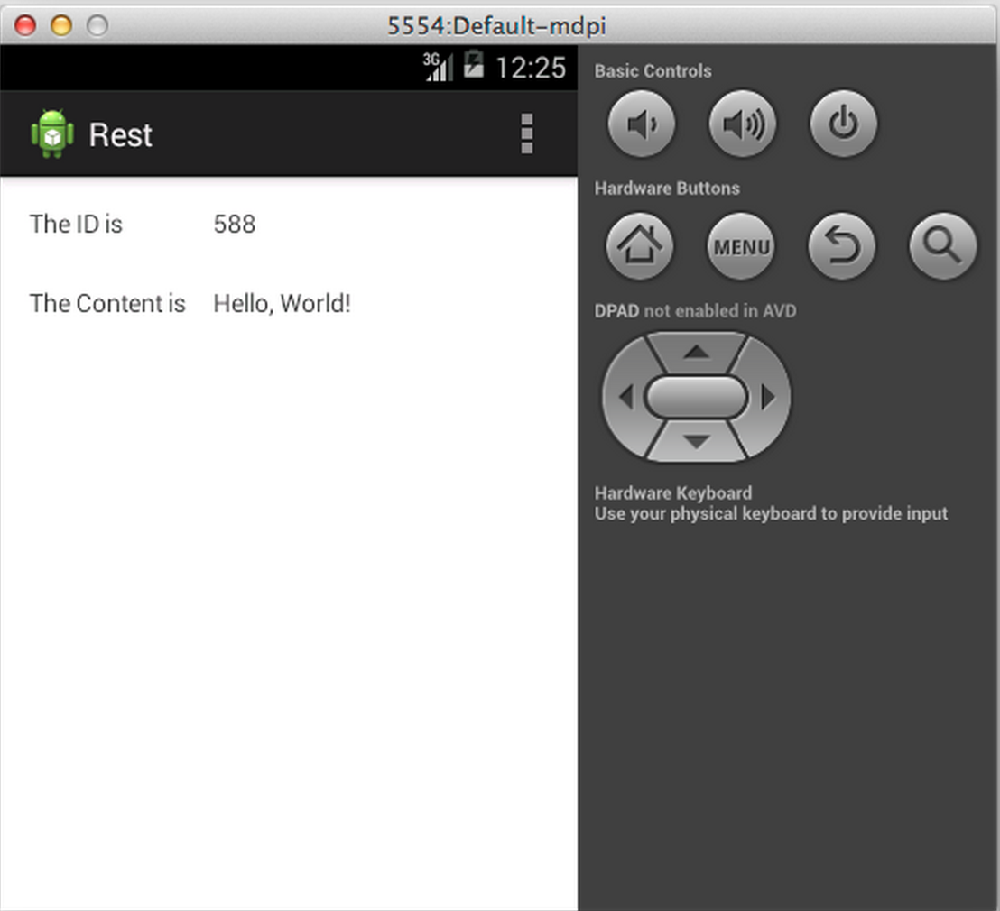 5554:Default-mdpi
3G 12:25
Rest
The ID is 588
The Content is Hello, World!
Basic Controls
Hardware Buttons
MENU
DPAD not enabled in AVD
Hardware Keyboard
Use your physical keyboard to provide input